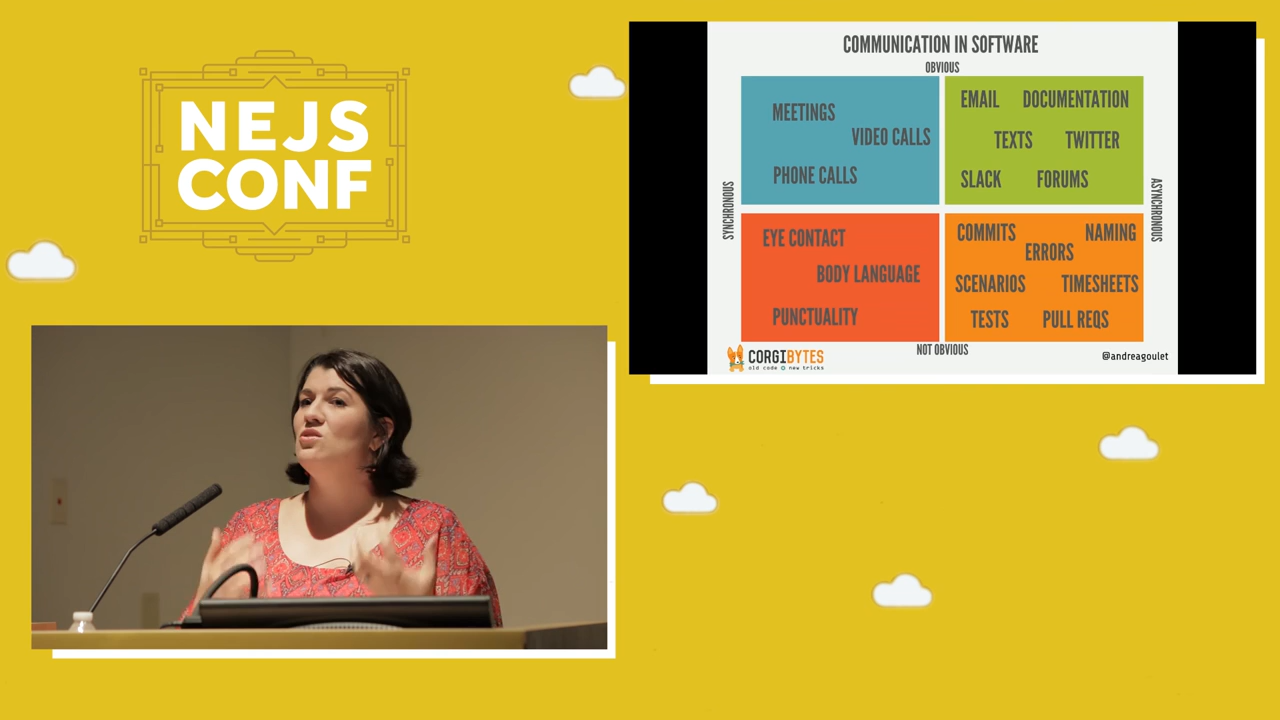 NEJS
CONF
COMMUNICATION IN SOFTWARE
OBVIOUS
SYNCHRONOUS
MEETINGS
VIDEO CALLS
PHONE CALLS
EMAIL DOCUMENTATION
TEXTS TWITTER
SLACK FORUMS
ASYNCHRONOUS
EYE CONTACT
BODY LANGUAGE
PUNCTUALITY
COMMITS NAMING
ERRORS
SCENARIOS TIMESHEETS
TESTS PULL REQS
NOT OBVIOUS
CORGIBYTES
old code new tricks
@andreagoulet